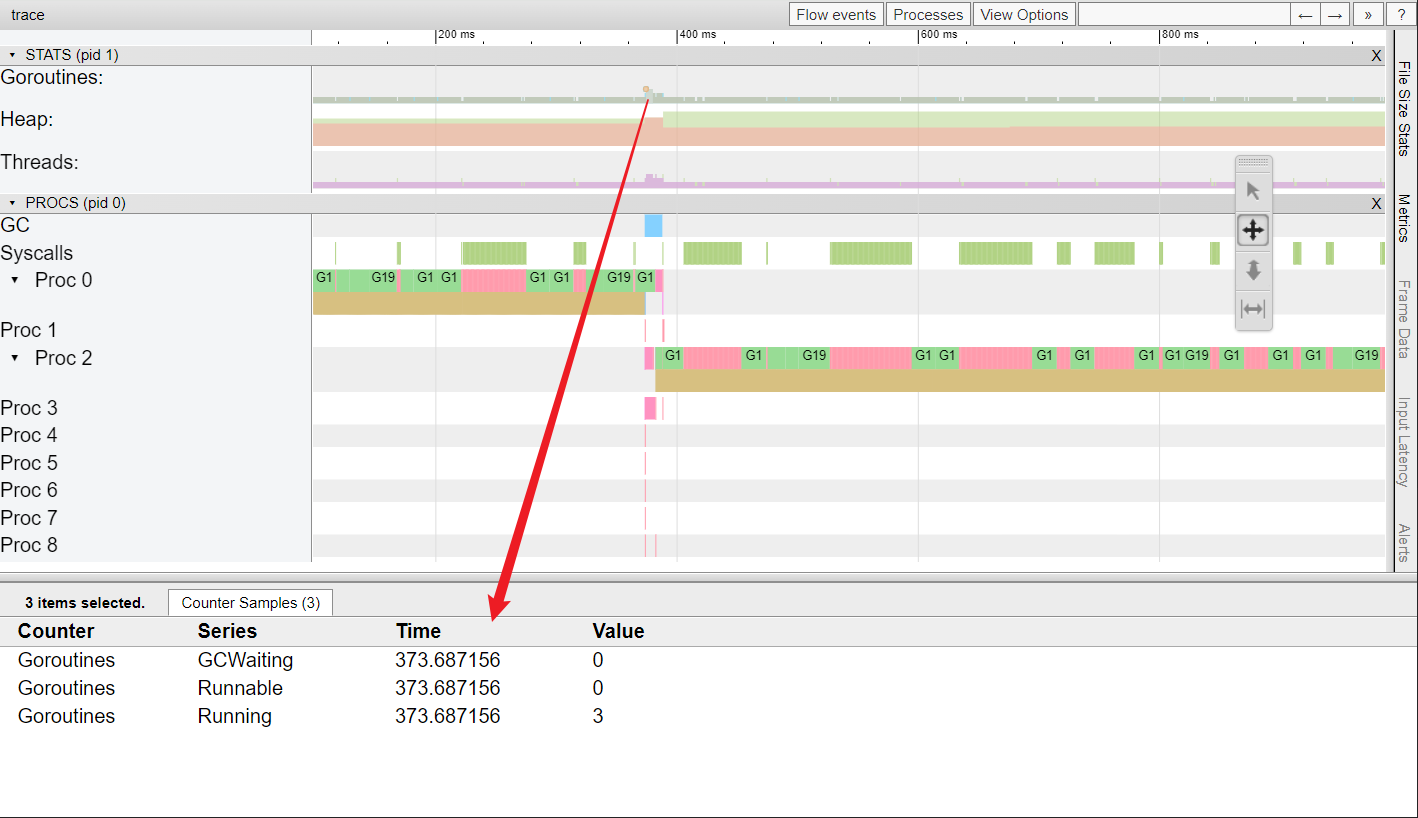 trace Flow events Processes View Options ← → » ?
200 ms 400 ms 600 ms 800 ms
▾ STATS (pid 1) X
Goroutines:
Heap:
Threads:
▾ PROCS (pid 0) X
GC
Syscalls
▾ Proc 0 G1 G19 G1 G1 G1 G1 G19 G1
Proc 1
▾ Proc 2 G1 G1 G19 G1 G1 G1 G1 G1 G1 G19 G1 G1 G1 G19
Proc 3
Proc 4
Proc 5
Proc 6
Proc 7
Proc 8
File Size Stats
Metrics
Frame Data
Input Latency
Alerts
3 items selected. Counter Samples (3)
Counter Series Time Value
Goroutines GCWaiting 373.687156 0
Goroutines Runnable 373.687156 0
Goroutines Running 373.687156 3